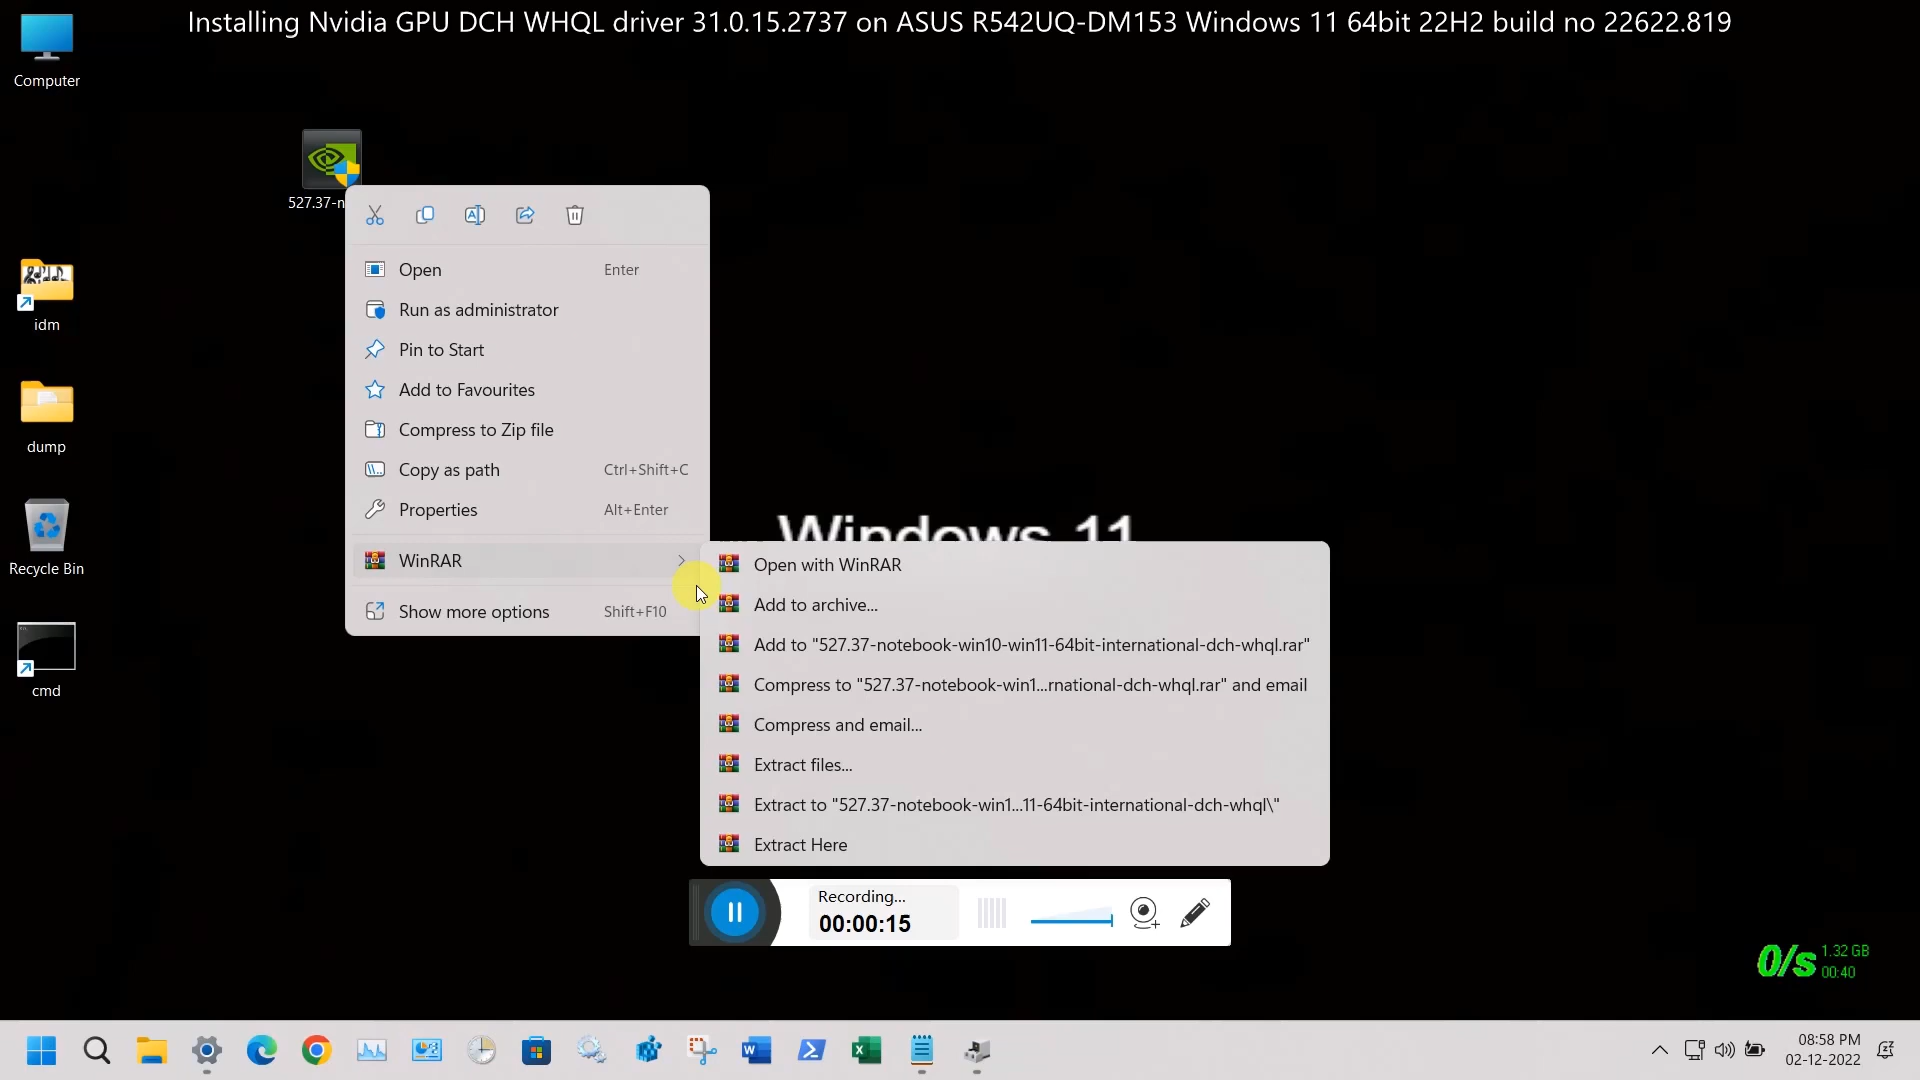 Installing Nvidia GPU DCH WHQL driver 31.0.15.2737 on ASUS R542UQ-DM153 Windows 11 64bit 22H2 build no 22622.819
Computer
527.37-n
idm
dump
Recycle Bin
cmd
Open Enter
Run as administrator
Pin to Start
Add to Favourites
Compress to Zip file
Copy as path Ctrl+Shift+C
Properties Alt+Enter
WinRAR
Show more options Shift+F10
Windows 11
Open with WinRAR
Add to archive...
Add to "527.37-notebook-win10-win11-64bit-international-dch-whql.rar"
Compress to "527.37-notebook-win1...rnational-dch-whql.rar" and email
Compress and email...
Extract files...
Extract to "527.37-notebook-win1...11-64bit-international-dch-whql\"
Extract Here
Recording...
00:00:15
0/s 1.32 GB
00:40
08:58 PM
02-12-2022